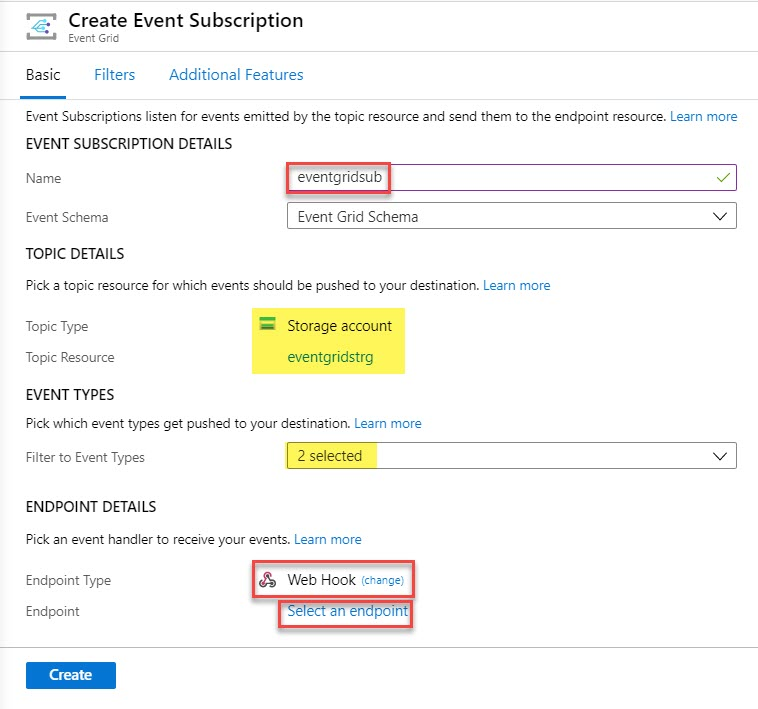 Create Event Subscription
Event Grid
Basic Filters Additional Features
Event Subscriptions listen for events emitted by the topic resource and send them to the endpoint resource. Learn more
EVENT SUBSCRIPTION DETAILS
Name eventgridsub
Event Schema Event Grid Schema
TOPIC DETAILS
Pick a topic resource for which events should be pushed to your destination. Learn more
Topic Type Storage account
Topic Resource eventgridstrg
EVENT TYPES
Pick which event types get pushed to your destination. Learn more
Filter to Event Types 2 selected
ENDPOINT DETAILS
Pick an event handler to receive your events. Learn more
Endpoint Type Web Hook (change)
Endpoint Select an endpoint
Create